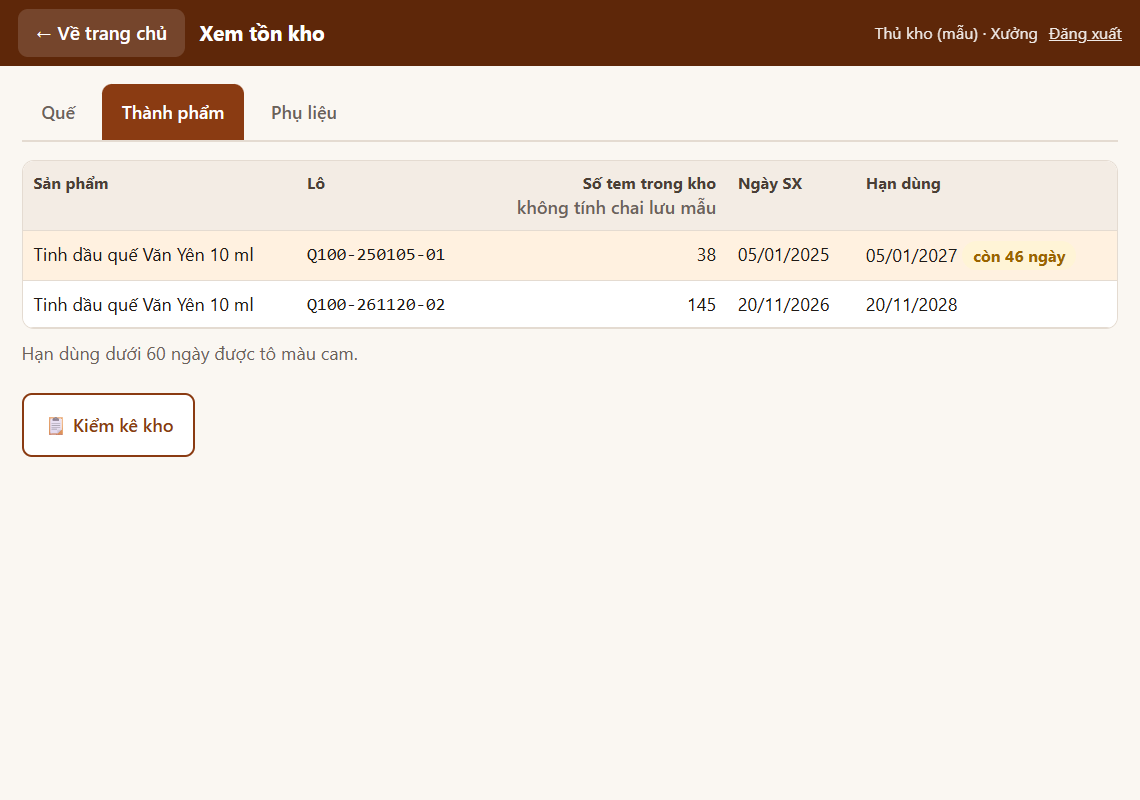 ← Về trang chủ Xem tồn kho Thủ kho (mẫu) · Xưởng Đăng xuất
Quế Thành phẩm Phụ liệu
Sản phẩm Lô Số tem trong kho Ngày SX Hạn dùng
không tính chai lưu mẫu
Tinh dầu quế Văn Yên 10 ml Q100-250105-01 38 05/01/2025 05/01/2027 còn 46 ngày
Tinh dầu quế Văn Yên 10 ml Q100-261120-02 145 20/11/2026 20/11/2028
Hạn dùng dưới 60 ngày được tô màu cam.
Kiểm kê kho